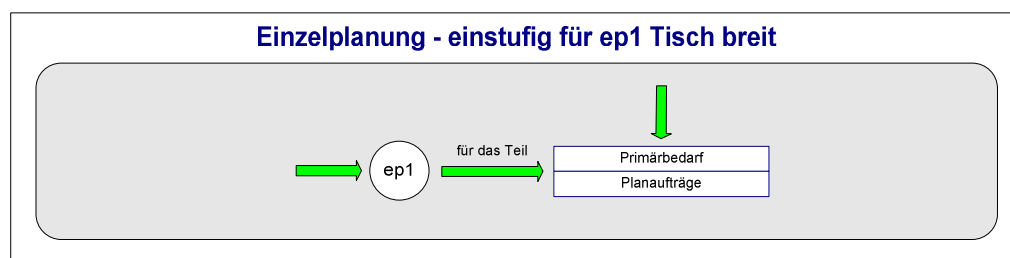 Einzelplanung - einstufig für ep1 Tisch breit
ep1
für das Teil
Primärbedarf
Planaufträge